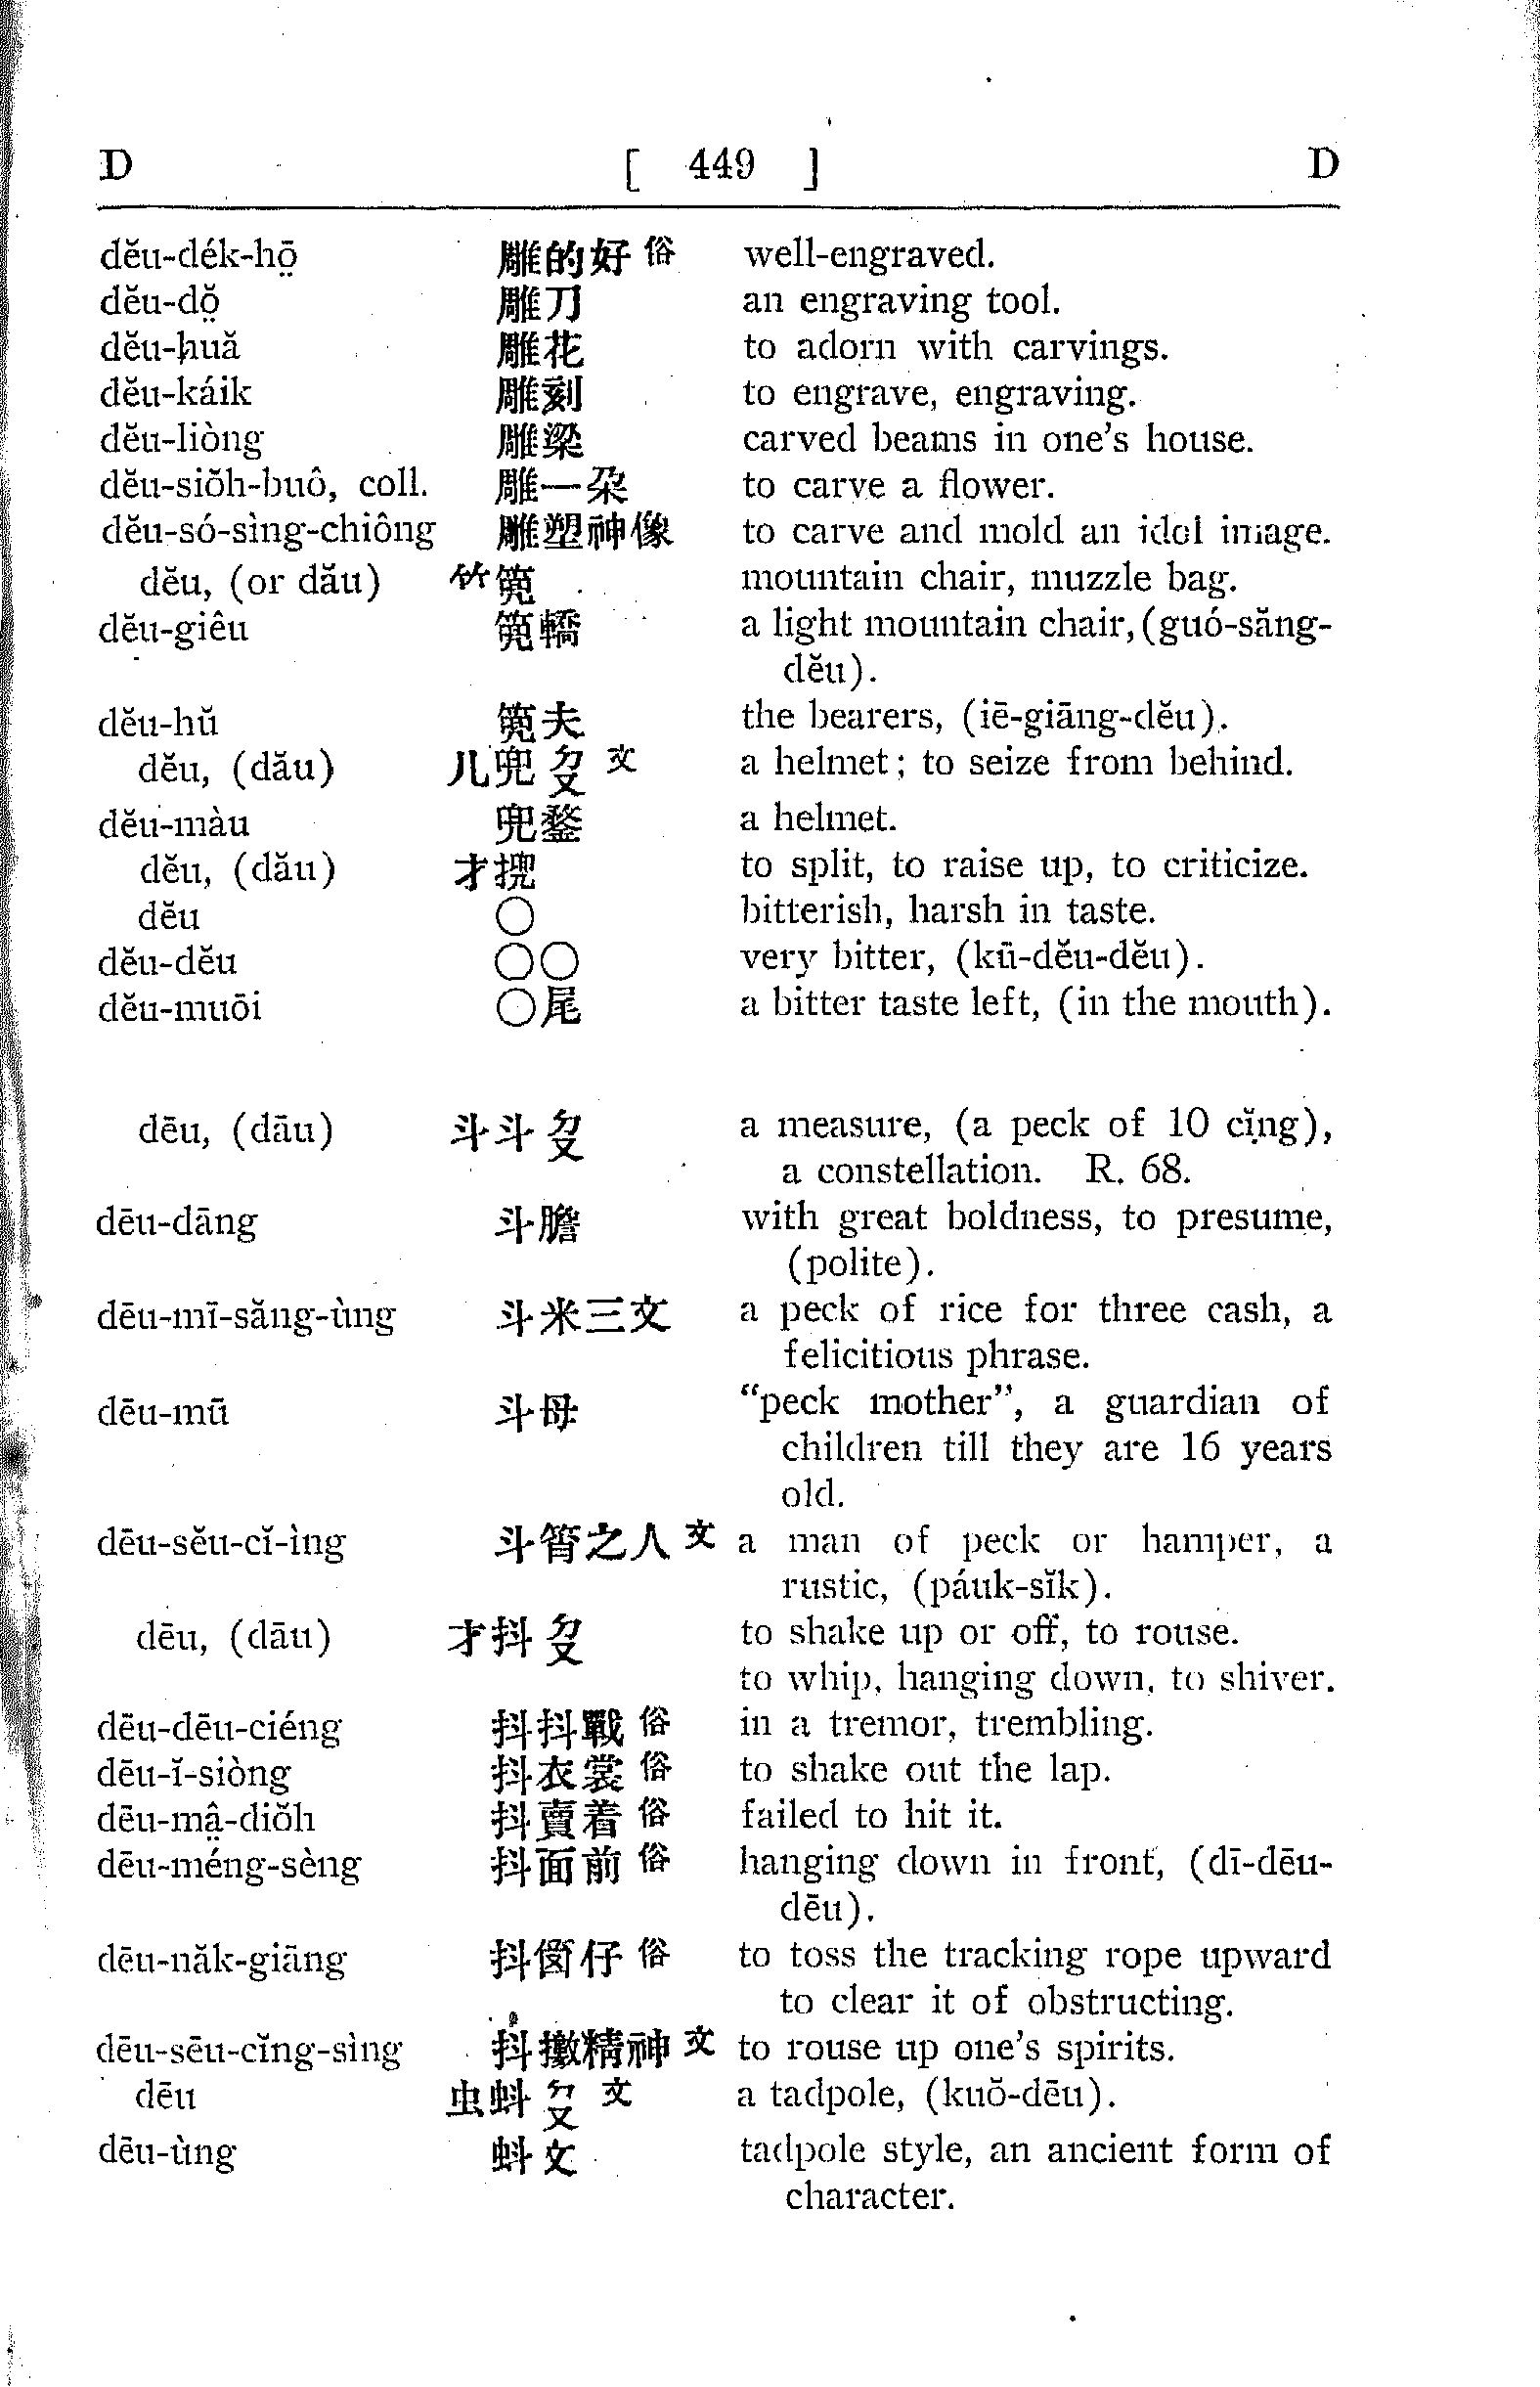 D [ 449 ] D
dĕu-dék-hō̤ 雕的好 俗 well-engraved.
dĕu-dŏ̤ 雕刀 an engraving tool.
dĕu-huă 雕花 to adorn with carvings.
dĕu-káik 雕刻 to engrave, engraving.
dĕu-liòng 雕梁 carved beams in one's house.
dĕu-siŏh-buô, coll. 雕一朶 to carve a flower.
dĕu-só-sìng-chiông 雕塑神像 to carve and mold an idol image.
dĕu, (or dău) 竹篼 mountain chair, muzzle bag.
dĕu-giêu 篼轎 a light mountain chair, (guó-săng-
dĕu).
dĕu-hŭ 篼夫 the bearers, (iē-giāng-dĕu).
dĕu, (dău) 儿兜 ㄉㄡ 文 a helmet; to seize from behind.
dĕu-màu 兜鍪 a helmet.
dĕu, (dău) 才 to split, to raise up, to criticize.
dĕu 〇 bitterish, harsh in taste.
dĕu-dĕu 〇〇 very bitter, (kū-dĕu-dĕu).
dĕu-muōi 〇尾 a bitter taste left, (in the mouth).
dēu, (dāu) 斗斗 ㄉㄡ a measure, (a peck of 10 cĭng),
a constellation. R. 68.
dēu-dāng 斗膽 with great boldness, to presume,
(polite).
dēu-mī-săng-ùng 斗米三文 a peck of rice for three cash, a
felicitious phrase.
dēu-mū 斗母 "peck mother", a guardian of
children till they are 16 years
old.
dēu-sĕu-cĭ-ìng 斗筲之人 文 a man of peck or hamper, a
rustic, (páuk-sĭk).
dēu, (dāu) 才抖 ㄉㄡ to shake up or off, to rouse.
to whip, hanging down, to shiver.
dēu-dēu-ciéng 抖抖戰 俗 in a tremor, trembling.
dēu-ĭ-siòng 抖衣裳 俗 to shake out the lap.
dēu-mâ̤-diŏh 抖賣着 俗 failed to hit it.
dēu-méng-sèng 抖面前 俗 hanging down in front, (dī-dēu-
dēu).
dēu-năk-giāng 抖仔 俗 to toss the tracking rope upward
to clear it of obstructing.
dēu-sēu-cĭng-sìng 抖擻精神 文 to rouse up one's spirits.
dēu 虫蚪 ㄉㄡ 文 a tadpole, (kuŏ-dēu).
dēu-ùng 蚪文 tadpole style, an ancient form of
character.